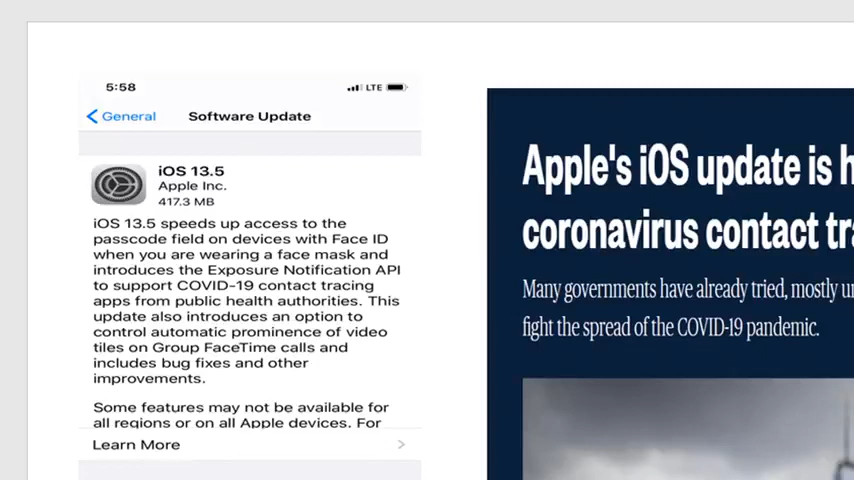 5:58
LTE
General
Software Update
iOS 13.5
Apple Inc.
417.3 MB
iOS 13.5 speeds up access to the
passcode field on devices with Face ID
when you are wearing a face mask and
introduces the Exposure Notification API
to support COVID-19 contact tracing
apps from public health authorities. This
update also introduces an option to
control automatic prominence of video
tiles on Group FaceTime calls and
includes bug fixes and other
improvements.
Some features may not be available for
all regions or on all Apple devices. For
Learn More
Apple's iOS update is
coronavirus contact
Many governments have already tried, mostly
fight the spread of the COVID-19 pandemic.